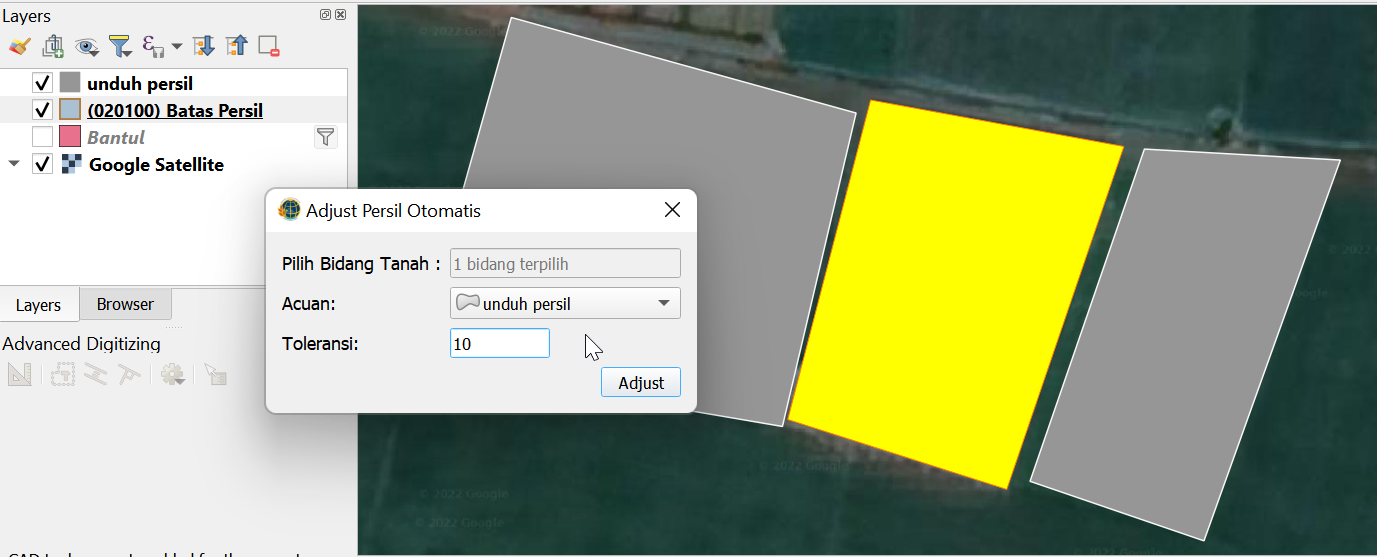 Layers
unduh persil
(020100) Batas Persil
Bantul
Google Satellite
Adjust Persil Otomatis
Pilih Bidang Tanah :
1 bidang terpilih
Acuan:
unduh persil
Toleransi:
10
Adjust
Layers
Browser
Advanced Digitizing
© 2022 Google
© 2022 Google
© 2022 Google
© 2022 Google
© 2022 Google